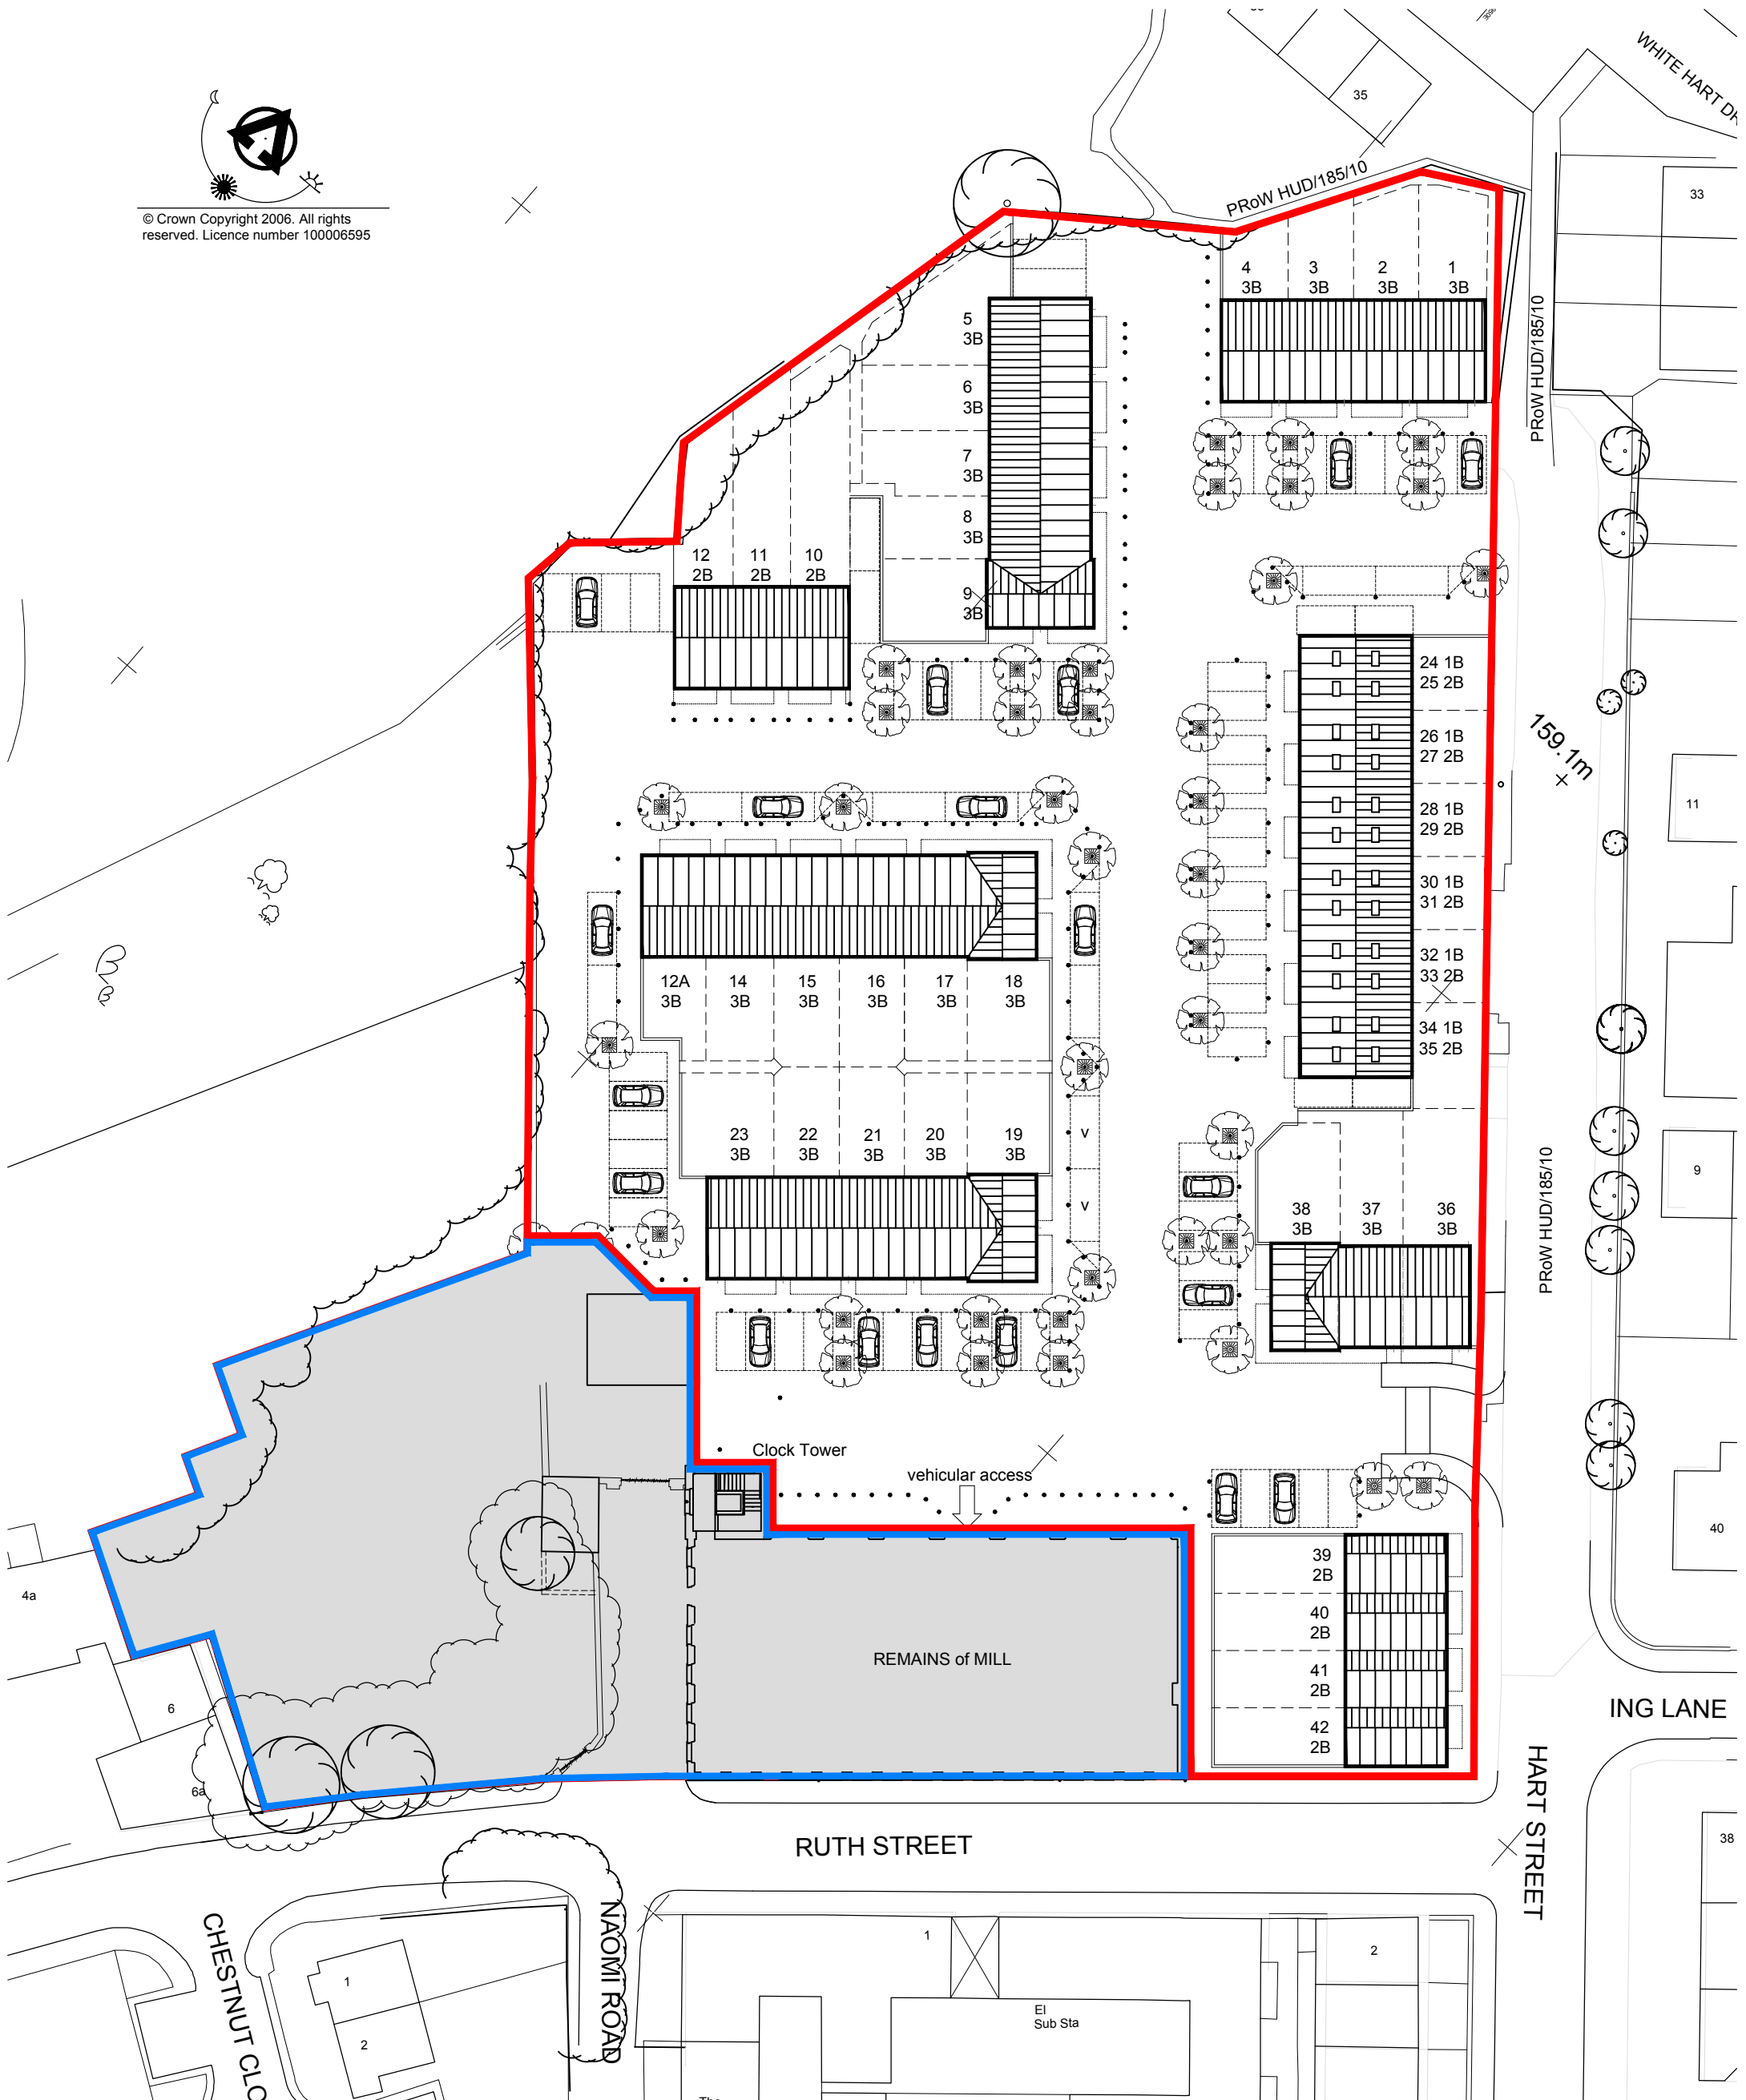 WHITE HART DR
35
PRoW HUD/185/10
33
© Crown Copyright 2006. All rights
reserved. Licence number 100006595
4
3B
3
3B
2
3B
1
3B
5
3B
6
3B
7
3B
8
3B
9
3B
PRoW HUD/185/10
12
2B
11
2B
10
2B
24 1B
25 2B
26 1B
27 2B
28 1B
29 2B
30 1B
31 2B
32 1B
33 2B
34 1B
35 2B
159.1m
11
12A
3B
14
3B
15
3B
16
3B
17
3B
18
3B
23
3B
22
3B
21
3B
20
3B
19
3B
V
V
38
3B
37
3B
36
3B
PRoW HUD/185/10
9
Clock Tower
vehicular access
39
2B
40
2B
41
2B
42
2B
40
4a
6
6a
REMAINS of MILL
ING LANE
HART STREET
RUTH STREET
38
NAOMI ROAD
CHESTNUT CLO
1
2
1
2
El
Sub Sta